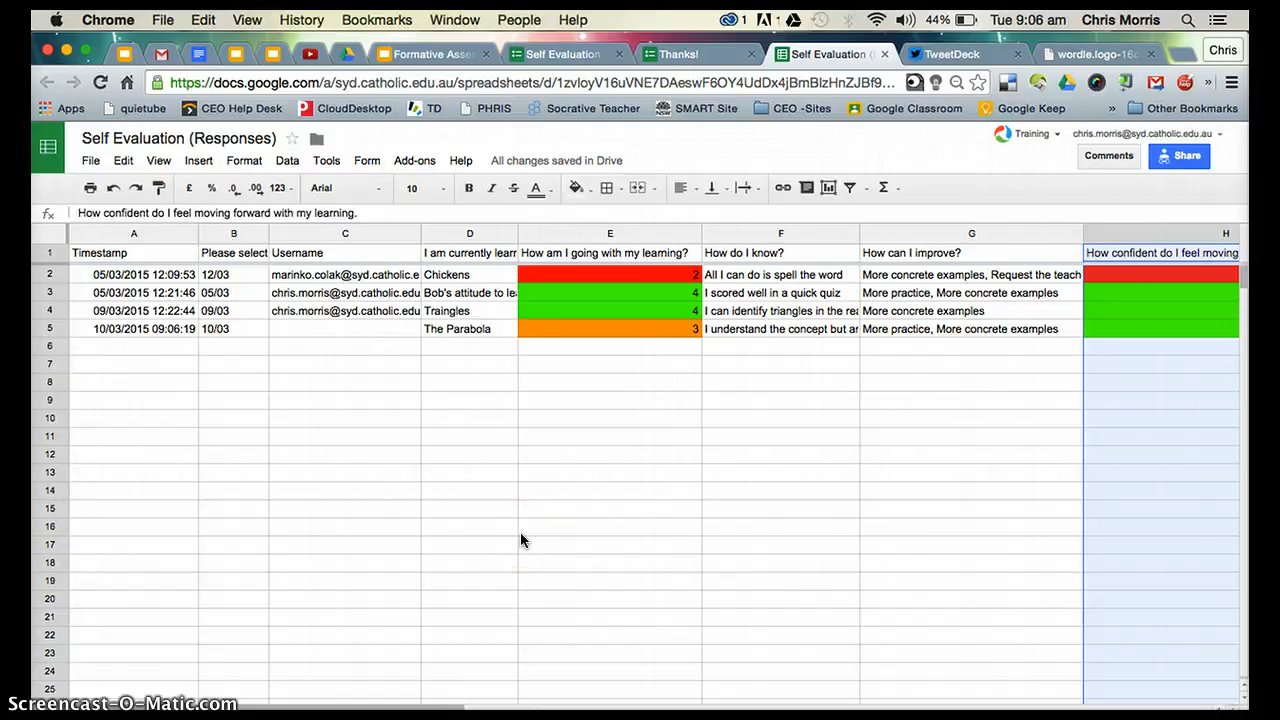 Chrome File Edit View History Bookmarks Window People Help 1 4 44% Tue 9:06 am Chris Morris
Formative Asse Self Evaluation Thanks! Self Evaluation ( TweetDeck wordle.logo-16 Chris
https://docs.google.com/a/syd.catholic.edu.au/spreadsheets/d/1zvloyV16uVNE7DAeswF6OY4UdDx4jBmBlzHnZJBf9...
Apps quietube CEO Help Desk CloudDesktop TD PHRIS Socrative Teacher SMART Site CEO -Sites Google Classroom Google Keep » Other Bookmarks
Self Evaluation (Responses) Training chris.morris@syd.catholic.edu.au
File Edit View Insert Format Data Tools Form Add-ons Help All changes saved in Drive Comments Share
£ % .0 .00 123 Arial 10 B I S A Σ
fx How confident do I feel moving forward with my learning.
A B C D E F G H
1 Timestamp Please select Username I am currently learn How am I going with my learning? How do I know? How can I improve? How confident do I feel moving
2 05/03/2015 12:09:53 12/03 marinko.colak@syd.catholic.e Chickens 2 All I can do is spell the word More concrete examples, Request the teach
3 05/03/2015 12:21:46 05/03 chris.morris@syd.catholic.edu Bob's attitude to lea 4 I scored well in a quick quiz More practice, More concrete examples
4 09/03/2015 12:22:44 09/03 chris.morris@syd.catholic.edu Traingles 4 I can identify triangles in the rea More concrete examples
5 10/03/2015 09:06:19 10/03 The Parabola 3 I understand the concept but ar More practice, More concrete examples
6
7
8
9
10
11
12
13
14
15
16
17
18
19
20
21
22
23
24
25
Screencast-O-Matic.com